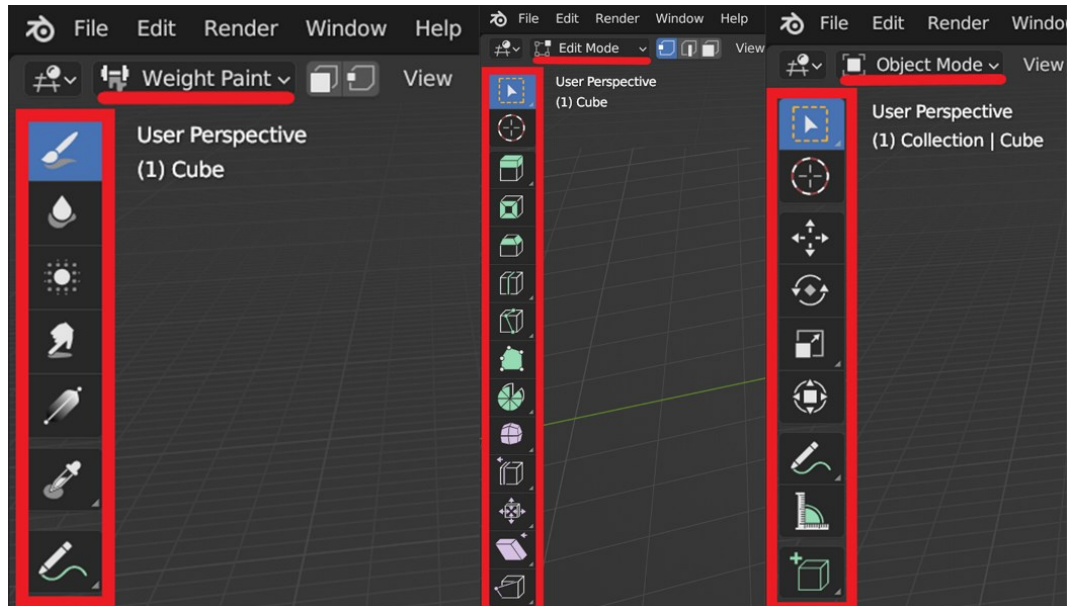 File Edit Render Window Help
Weight Paint View
User Perspective
(1) Cube
File Edit Render Window Help
Edit Mode View
User Perspective
(1) Cube
File Edit Render Windo
Object Mode View
User Perspective
(1) Collection | Cube